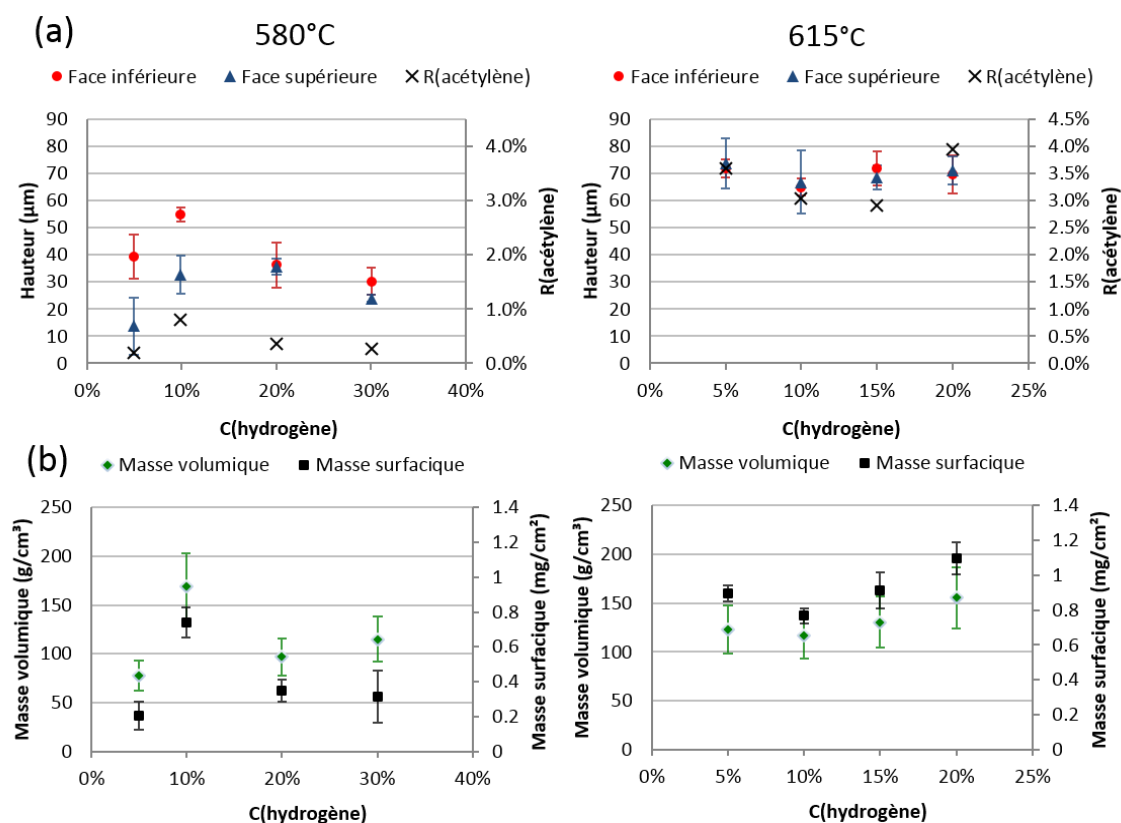 (a)
580°C
615°C
Face inférieure Face supérieure R(acétylène)
Face inférieure Face supérieure R(acétylène)
Hauteur (µm)
90
80
70
60
50
40
30
20
10
0
4.0%
3.0%
2.0%
1.0%
0.0%
R(acétylène)
0% 10% 20% 30% 40%
C(hydrogène)
Hauteur (µm)
90
80
70
60
50
40
30
20
10
0
4.5%
4.0%
3.5%
3.0%
2.5%
2.0%
1.5%
1.0%
0.5%
0.0%
R(acétylène)
0% 5% 10% 15% 20% 25%
C(hydrogène)
(b)
Masse volumique Masse surfacique
Masse volumique Masse surfacique
Masse volumique (g/cm³)
250
200
150
100
50
0
1.4
1.2
1
0.8
0.6
0.4
0.2
0
Masse surfacique (mg/cm²)
0% 10% 20% 30% 40%
C(hydrogène)
Masse volumique (g/cm³)
250
200
150
100
50
0
1.4
1.2
1
0.8
0.6
0.4
0.2
0
Masse surfacique (mg/cm²)
0% 5% 10% 15% 20% 25%
C(hydrogène)